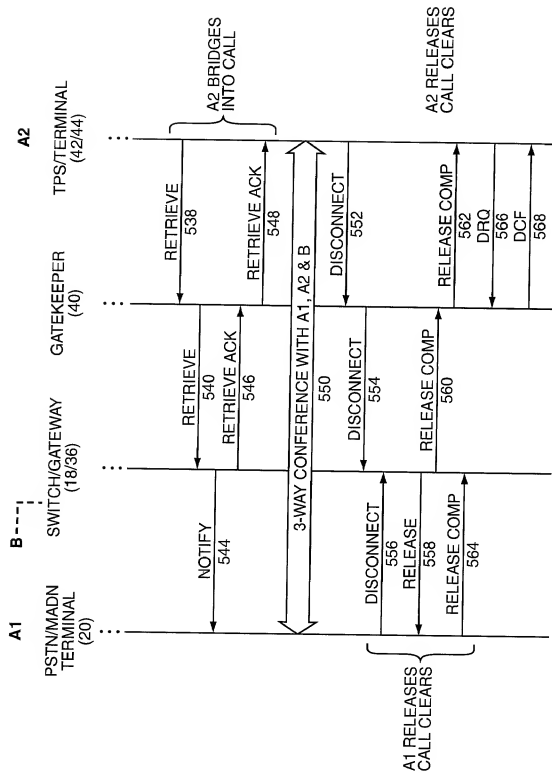 A1
B
A2
PSTN/MADN
TERMINAL
(20)
SWITCH/GATEWAY
(18/36)
GATEKEEPER
(40)
TPS/TERMINAL
(42/44)
RETRIEVE
538
RETRIEVE
540
NOTIFY
544
RETRIEVE ACK
546
RETRIEVE ACK
548
A2 BRIDGES
INTO CALL
3-WAY CONFERENCE WITH A1, A2 & B
550
DISCONNECT
552
DISCONNECT
554
DISCONNECT
556
RELEASE
558
RELEASE COMP
560
RELEASE COMP
562
RELEASE COMP
564
DRQ
566
DCF
568
A1 RELEASES
CALL CLEARS
A2 RELEASES
CALL CLEARS